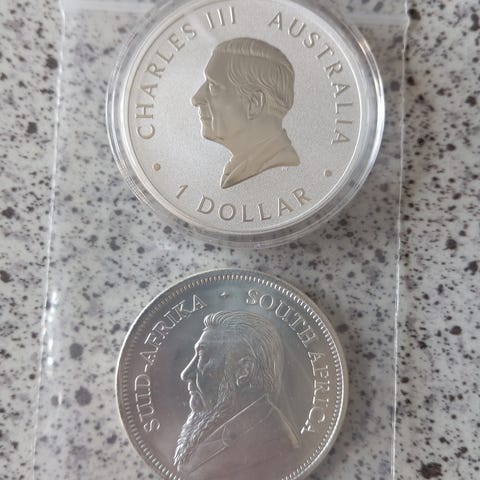 CHARLES III AUSTRALIA
• 1 DOLLAR •
SUID-AFRIKA · SOUTH AFRICA